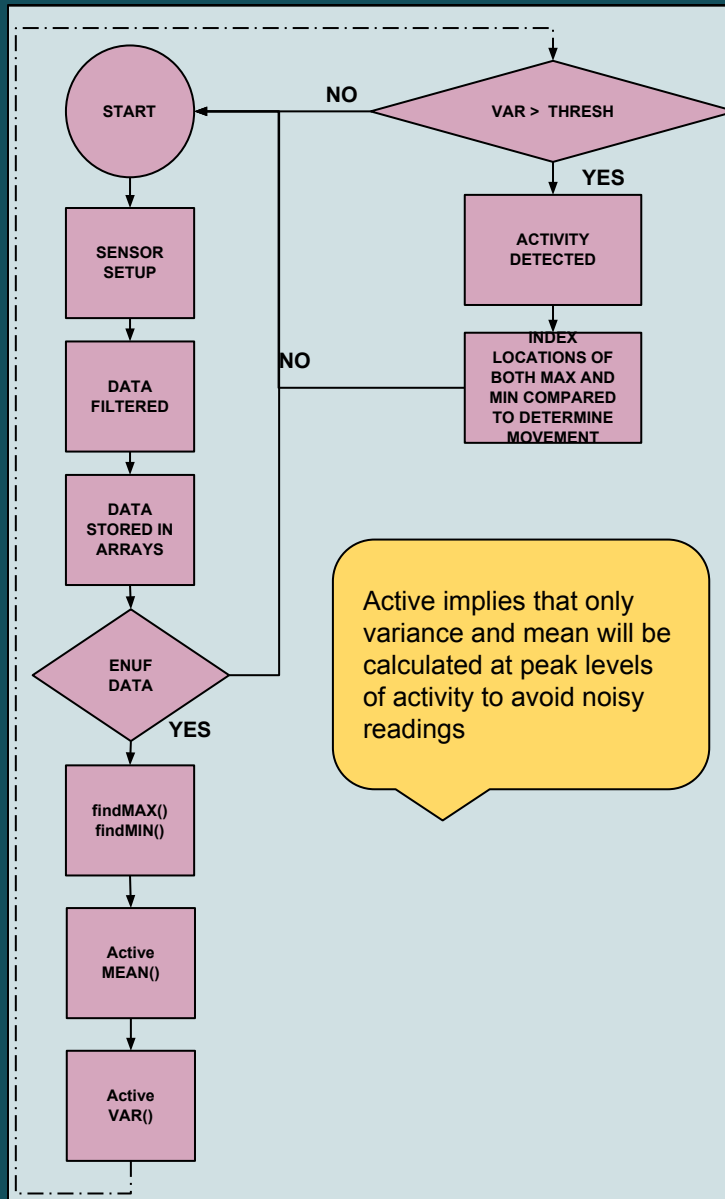 START
SENSOR
SETUP
DATA
FILTERED
DATA
STORED IN
ARRAYS
ENUF
DATA
YES
findMAX()
findMIN()
Active
MEAN()
Active
VAR()
NO
NO
VAR >  THRESH
YES
ACTIVITY
DETECTED
INDEX
LOCATIONS OF
BOTH MAX AND
MIN COMPARED
TO DETERMINE
MOVEMENT
Active implies that only
variance and mean will be
calculated at peak levels
of activity to avoid noisy
readings